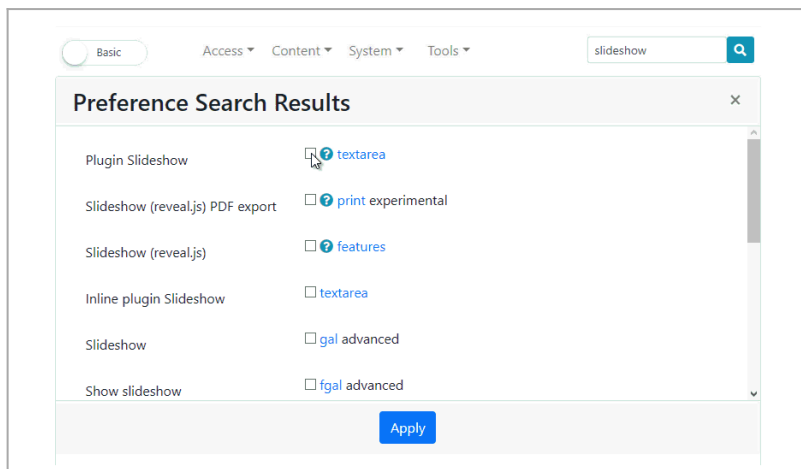 Basic Access Content System Tools slideshow
Preference Search Results ×
Plugin Slideshow ? textarea
Slideshow (reveal.js) PDF export ? print experimental
Slideshow (reveal.js) ? features
Inline plugin Slideshow textarea
Slideshow gal advanced
Show slideshow fgal advanced
Apply